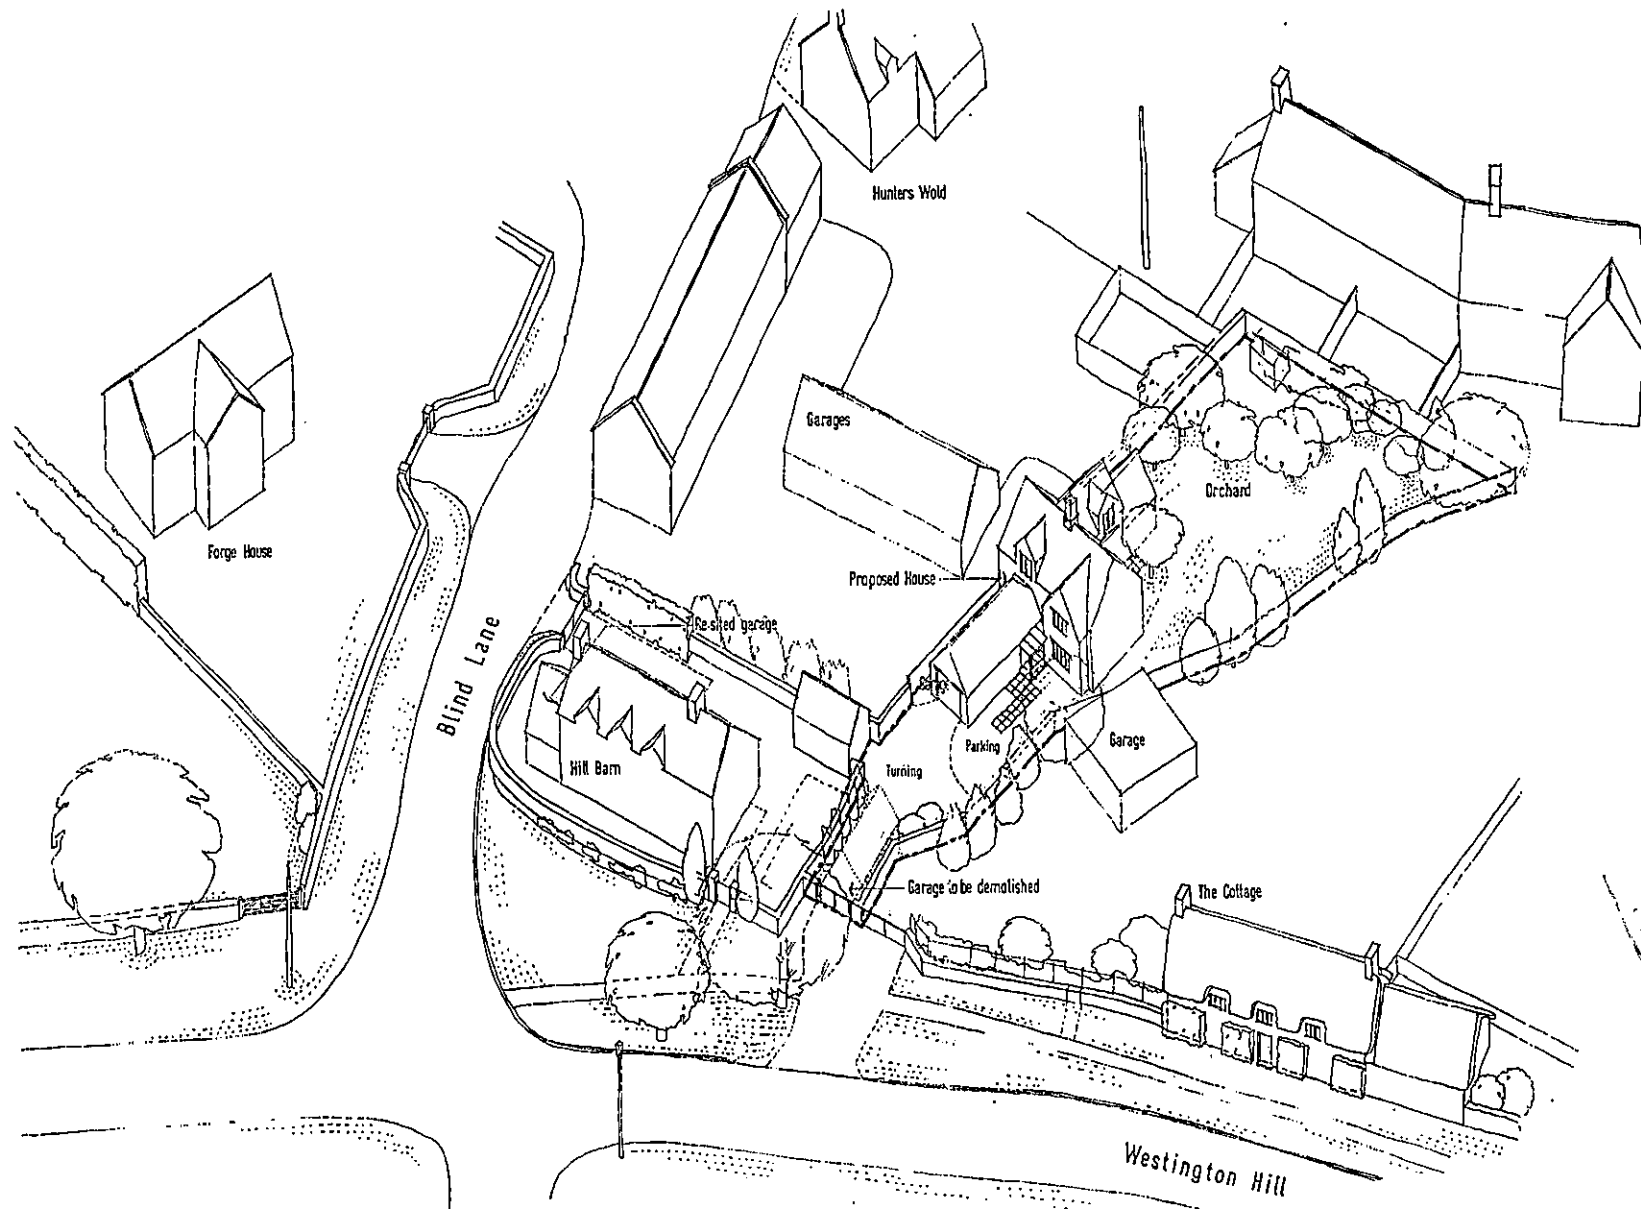 Hunters Wold
Garages
Orchard
Forge House
Proposed House
Re-sited garage
Blind Lane
Parking
Garage
Hill Barn
Turning
Garage to be demolished
The Cottage
Westington Hill